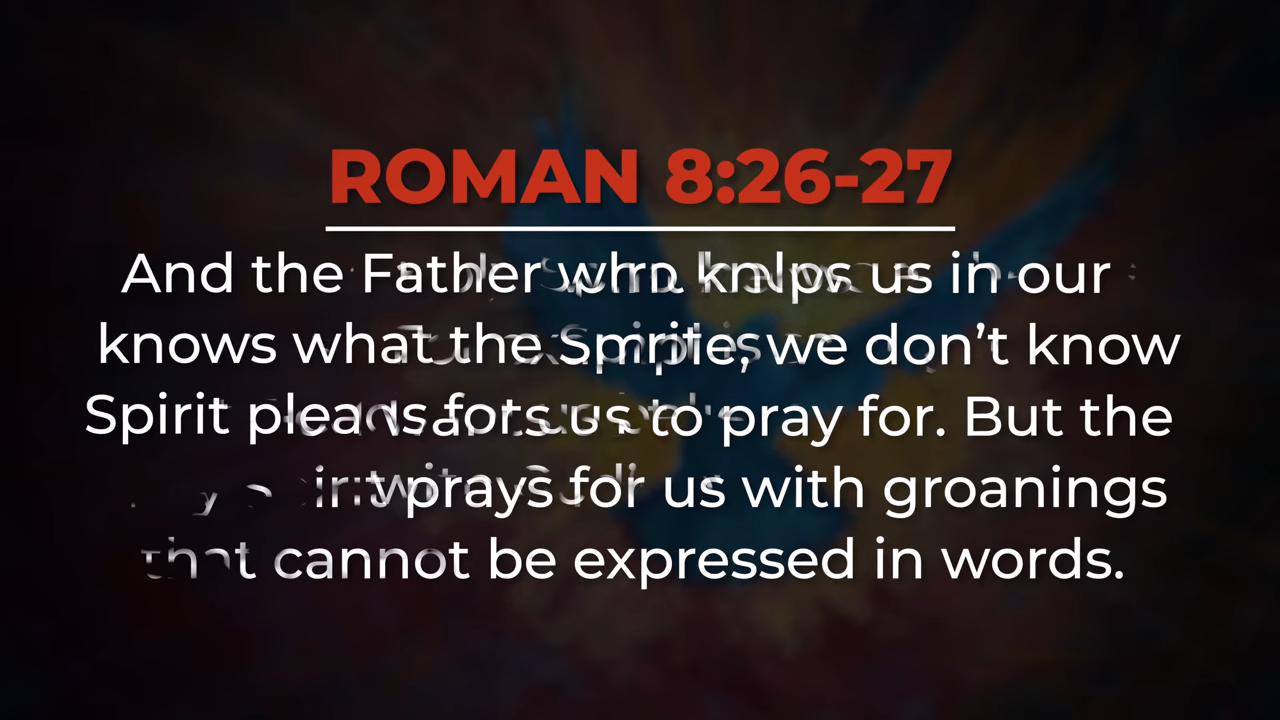 ROMAN 8:26-27
And the Father us in our
knows what the we don't know
Spirit to pray for. But the
prays for us with groanings
that cannot be expressed in words.